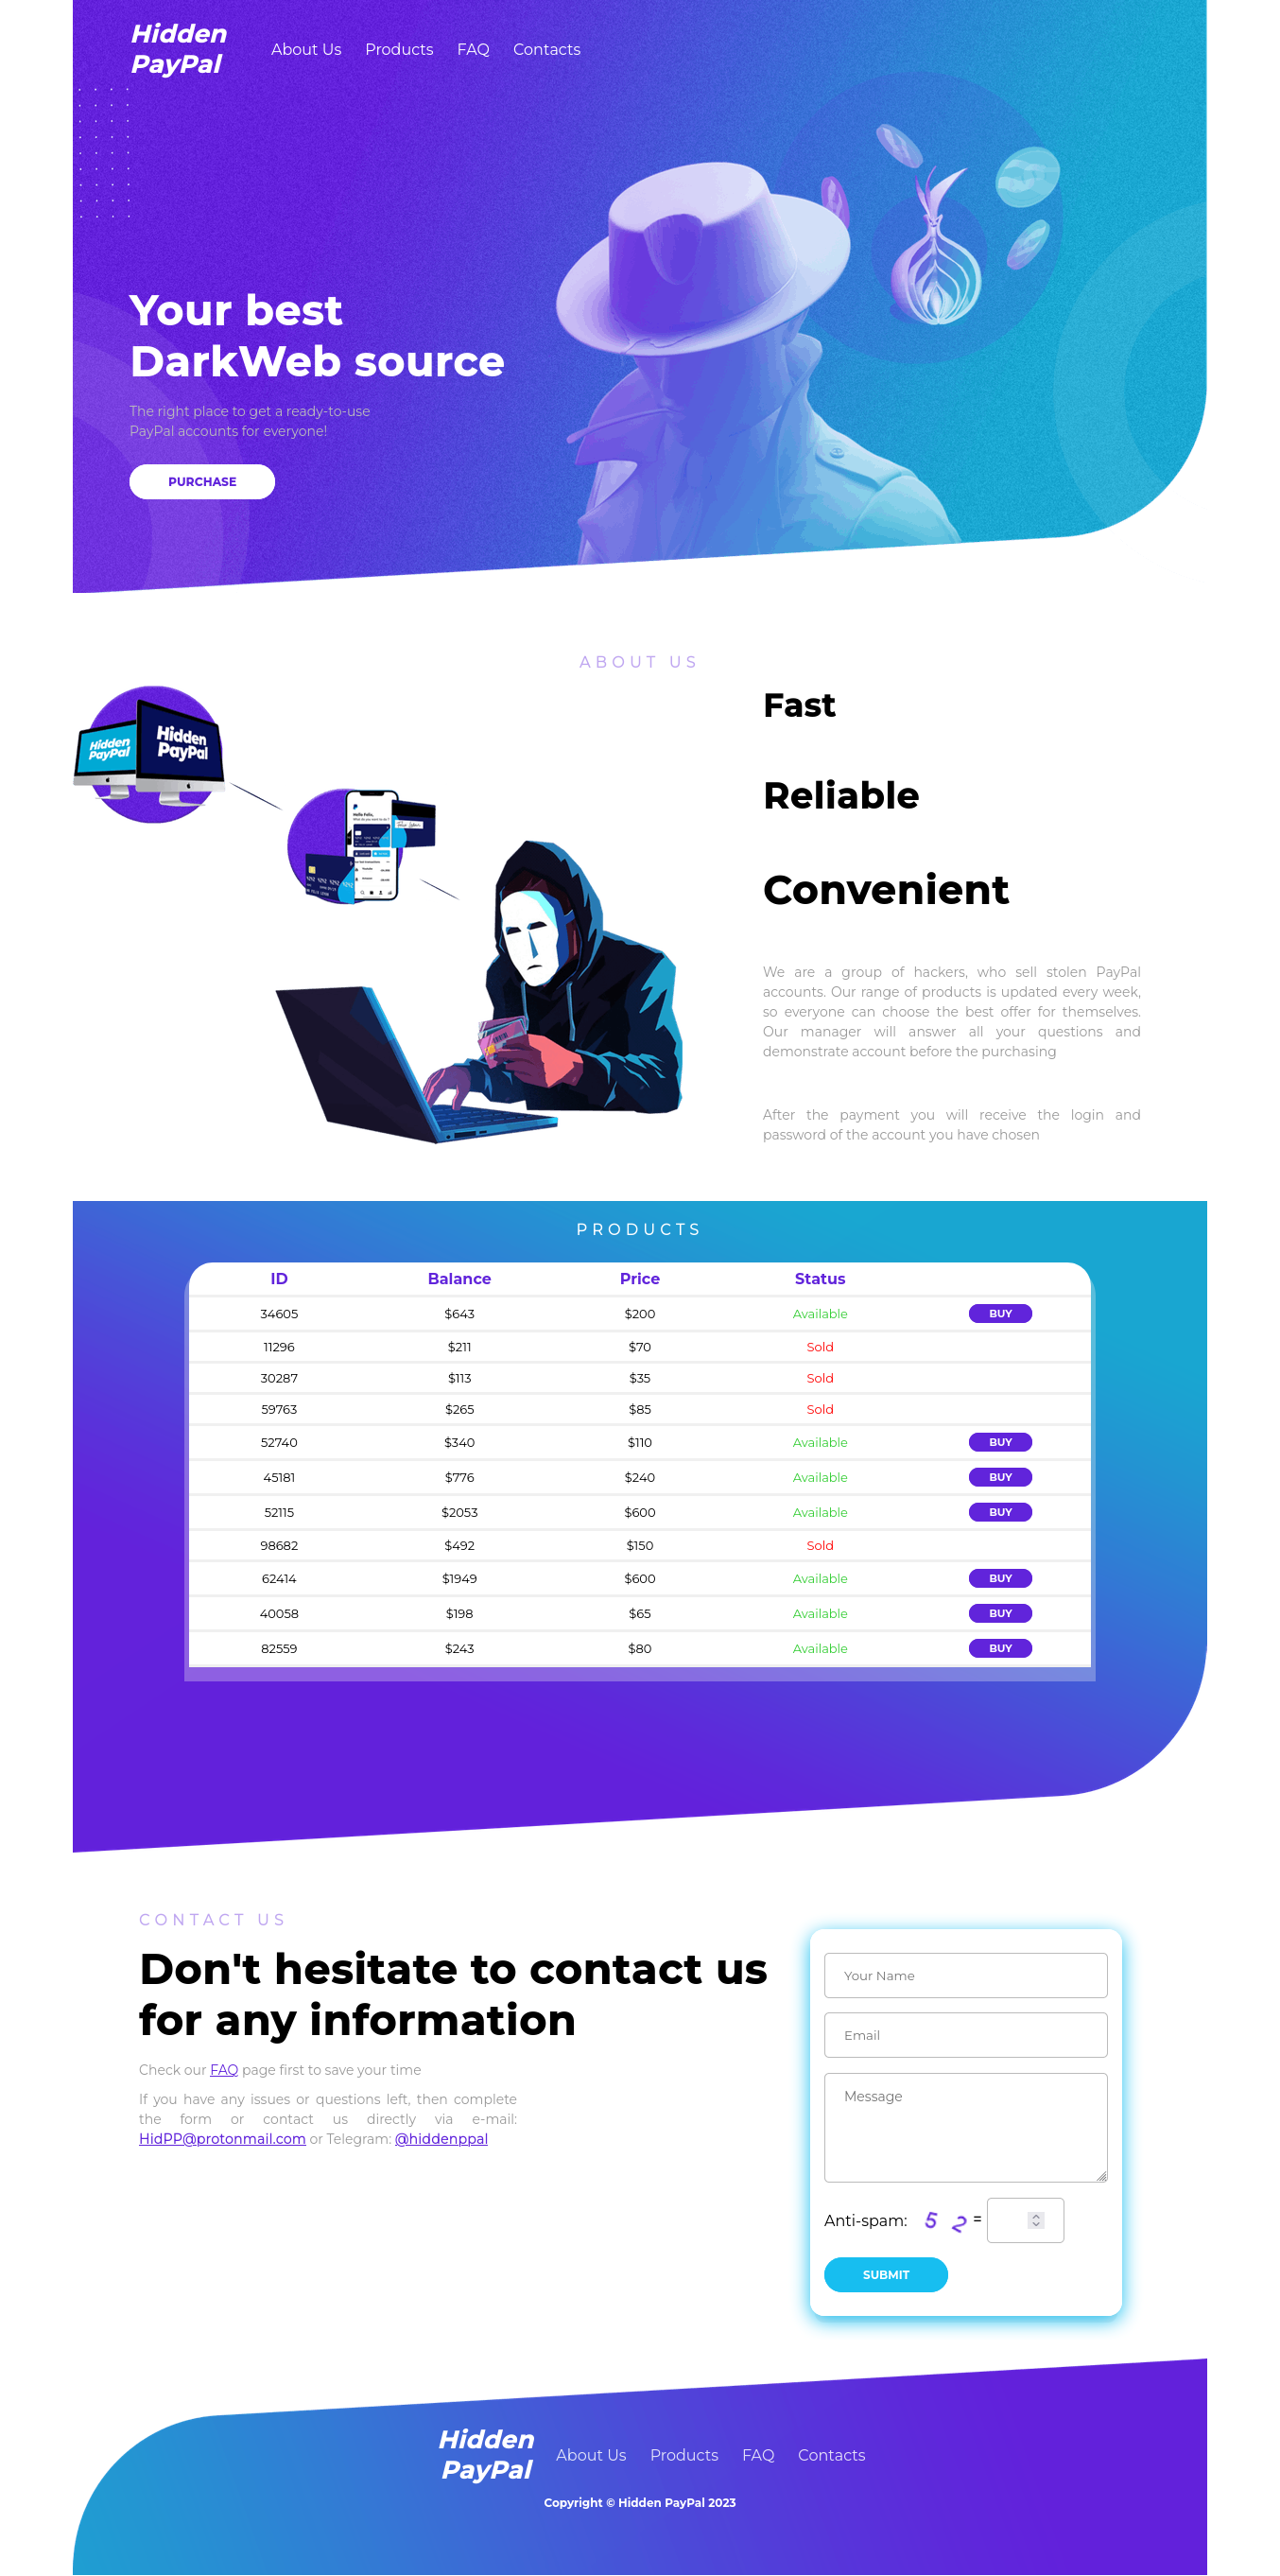 Hidden
PayPal
About Us Products FAQ Contacts
Your best
DarkWeb source
The right place to get a ready-to-use
PayPal accounts for everyone!
PURCHASE
ABOUT US
Hidden
PayPal
Hidden
PayPal
Fast
Reliable
Convenient
We are a group of hackers, who sell stolen PayPal
accounts. Our range of products is updated every week,
so everyone can choose the best offer for themselves.
Our manager will answer all your questions and
demonstrate account before the purchasing
After the payment you will receive the login and
password of the account you have chosen
PRODUCTS
ID Balance Price Status
34605 $643 $200 Available BUY
11296 $211 $70 Sold
30287 $113 $35 Sold
59763 $265 $85 Sold
52740 $340 $110 Available BUY
45181 $776 $240 Available BUY
52115 $2053 $600 Available BUY
98682 $492 $150 Sold
62414 $1949 $600 Available BUY
40058 $198 $65 Available BUY
82559 $243 $80 Available BUY
CONTACT US
Don't hesitate to contact us
for any information
Check our FAQ page first to save your time
If you have any issues or questions left, then complete
the form or contact us directly via e-mail:
HidPP@protonmail.com or Telegram: @hiddenppal
Your Name
Email
Message
Anti-spam: 5 2 =
SUBMIT
Hidden
PayPal
About Us Products FAQ Contacts
Copyright © Hidden PayPal 2023